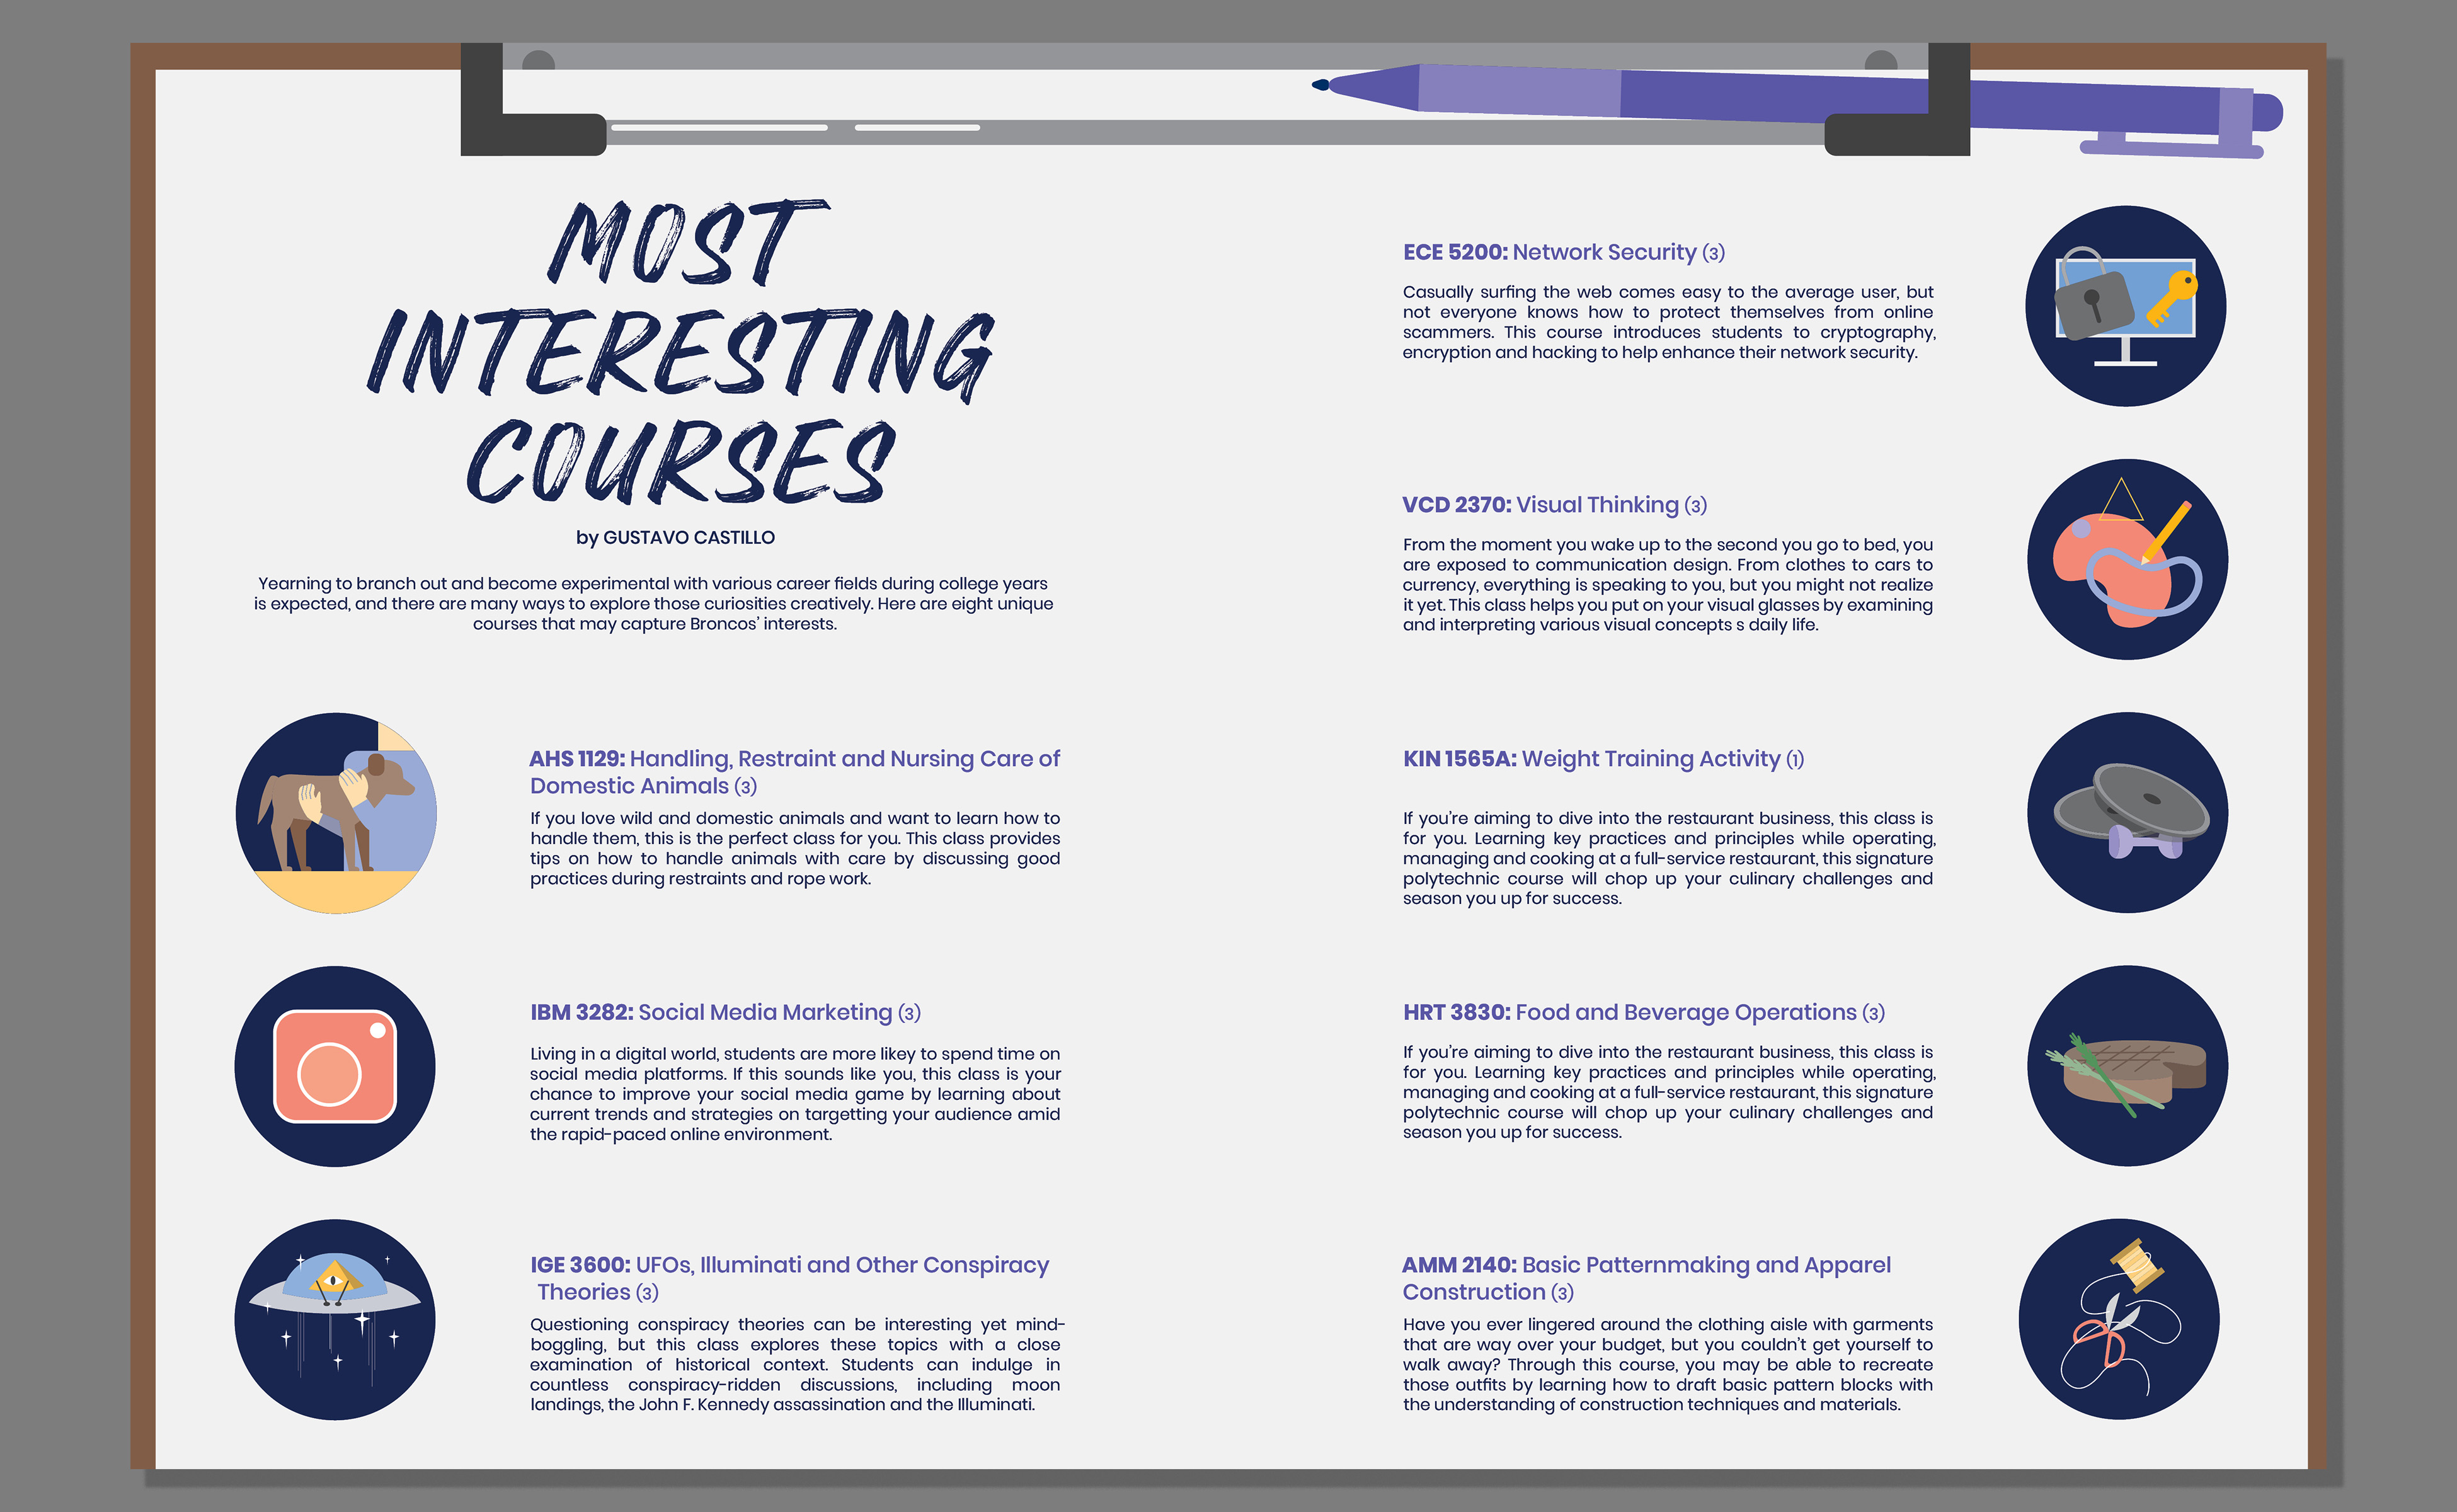 MOST
INTERESTING
COURSES
by GUSTAVO CASTILLO
Yearning to branch out and become experimental with various career fields during college years
is expected, and there are many ways to explore those curiosities creatively. Here are eight unique
courses that may capture Broncos' interests.
AHS 1129: Handling, Restraint and Nursing Care of
Domestic Animals (3)
If you love wild and domestic animals and want to learn how to
handle them, this is the perfect class for you. This class provides
tips on how to handle animals with care by discussing good
practices during restraints and rope work.
IBM 3282: Social Media Marketing (3)
Living in a digital world, students are more likey to spend time on
social media platforms. If this sounds like you, this class is your
chance to improve your social media game by learning about
current trends and strategies on targetting your audience amid
the rapid-paced online environment.
IGE 3600: UFOs, Illuminati and Other Conspiracy
Theories (3)
Questioning conspiracy theories can be interesting yet mind-
boggling, but this class explores these topics with a close
examination of historical context. Students can indulge in
countless conspiracy-ridden discussions, including moon
landings, the John F. Kennedy assassination and the Illuminati.
ECE 5200: Network Security (3)
Casually surfing the web comes easy to the average user, but
not everyone knows how to protect themselves from online
scammers. This course introduces students to cryptography,
encryption and hacking to help enhance their network security.
VCD 2370: Visual Thinking (3)
From the moment you wake up to the second you go to bed, you
are exposed to communication design. From clothes to cars to
currency, everything is speaking to you, but you might not realize
it yet. This class helps you put on your visual glasses by examining
and interpreting various visual concepts s daily life.
KIN 1565A: Weight Training Activity (1)
If you're aiming to dive into the restaurant business, this class is
for you. Learning key practices and principles while operating,
managing and cooking at a full-service restaurant, this signature
polytechnic course will chop up your culinary challenges and
season you up for success.
HRT 3830: Food and Beverage Operations (3)
If you're aiming to dive into the restaurant business, this class is
for you. Learning key practices and principles while operating,
managing and cooking at a full-service restaurant, this signature
polytechnic course will chop up your culinary challenges and
season you up for success.
AMM 2140: Basic Patternmaking and Apparel
Construction (3)
Have you ever lingered around the clothing aisle with garments
that are way over your budget, but you couldn't get yourself to
walk away? Through this course, you may be able to recreate
those outfits by learning how to draft basic pattern blocks with
the understanding of construction techniques and materials.